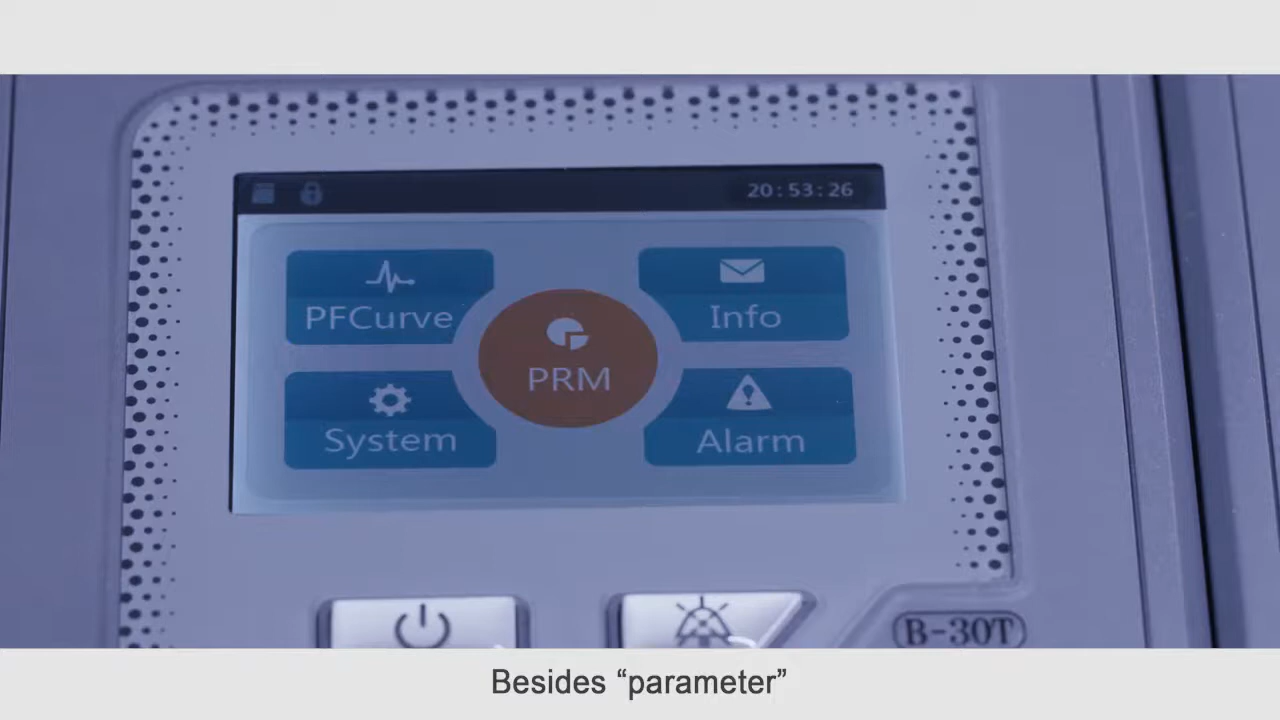 20:53:26
PFCurve
Info
PRM
System
Alarm
B-30T
Besides “parameter”